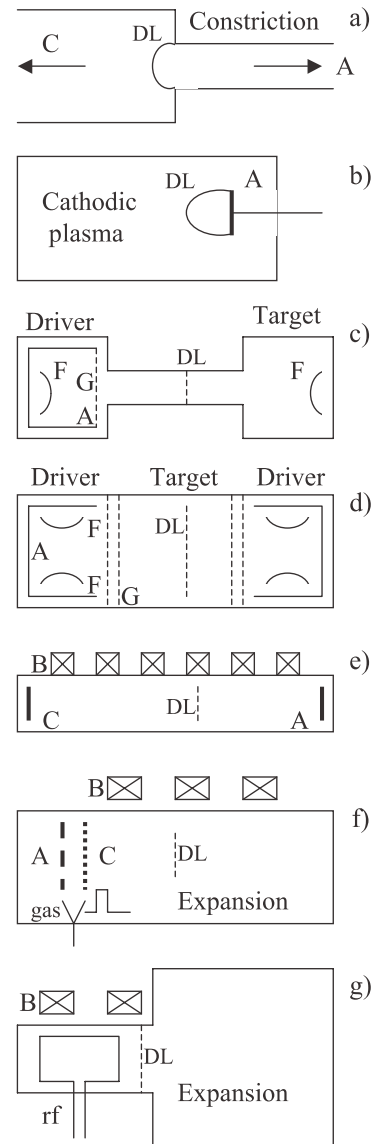 a)
Constriction
DL
C
A
b)
DL A
Cathodic
plasma
Driver
Target
c)
DL
F
F
G
A
Driver Target Driver
d)
DL
F
A
F
G
B
e)
DL
C
A
B
f)
A
C
DL
gas
Expansion
g)
B
DL
Expansion
rf